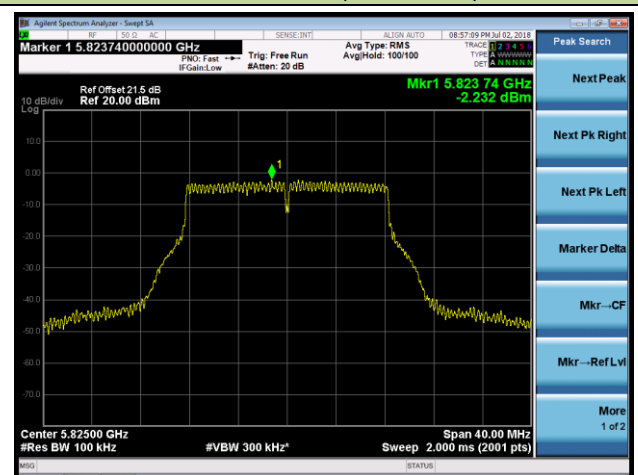 Agilent Spectrum Analyzer - Swept SA
RF 50 Ω AC SENSE:INT ALIGN AUTO 08:57:09 PM Jul 02, 2018
Marker 1 5.823740000000 GHz
PNO: Fast
IFGain:Low
Trig: Free Run
#Atten: 20 dB
Avg Type: RMS
Avg|Hold: 100/100
TRACE 1 2 3 4 5 6
TYPE A WWWWW
DET A N N N N N
Peak Search
Ref Offset 21.5 dB
Ref 20.00 dBm
10 dB/div
Log
Mkr1 5.823 74 GHz
-2.232 dBm
Next Peak
Next Pk Right
Next Pk Left
Marker Delta
Mkr→CF
Mkr→Ref Lvl
More
1 of 2
10.0
0.00
-10.0
-20.0
-30.0
-40.0
-50.0
-60.0
-70.0
1
Center 5.82500 GHz
#Res BW 100 kHz
#VBW 300 kHz*
Span 40.00 MHz
Sweep 2.000 ms (2001 pts)
MSG
STATUS